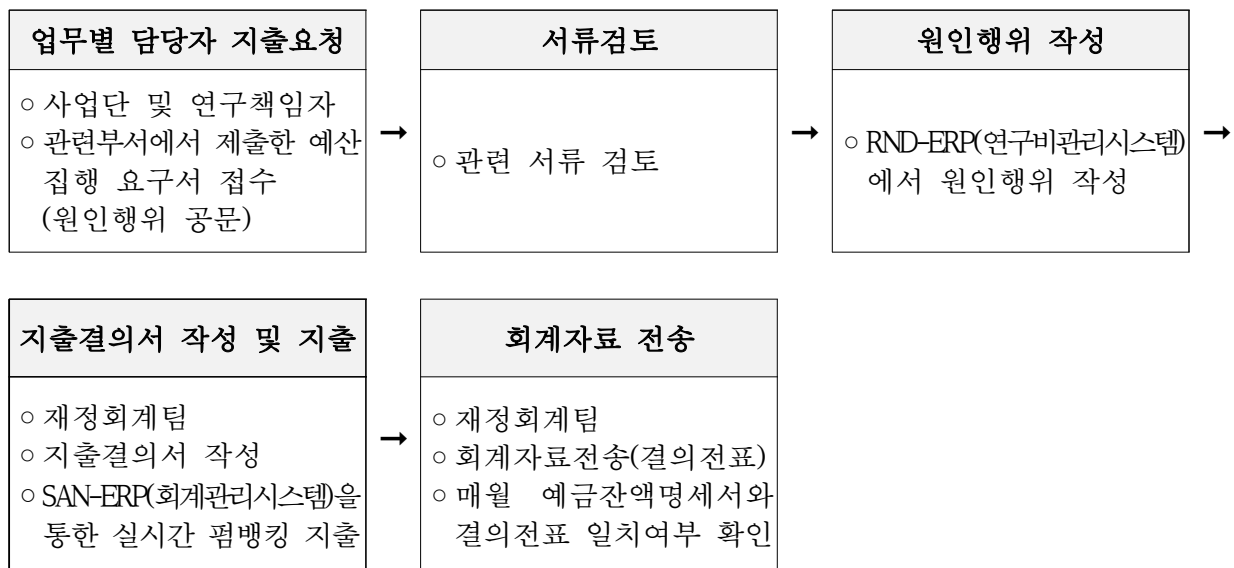 업무별 담당자 지출요청
○ 사업단 및 연구책임자
○ 관련부서에서 제출한 예산
집행 요구서 접수
(원인행위 공문)
➞
서류검토
○ 관련 서류 검토
➞
원인행위 작성
○ RND-ERP(연구비관리시스템)
에서 원인행위 작성
➞
지출결의서 작성 및 지출
○ 재정회계팀
○ 지출결의서 작성
○ SAN-ERP(회계관리시스템)을
통한 실시간 펌뱅킹 지출
➞
회계자료 전송
○ 재정회계팀
○ 회계자료전송(결의전표)
○ 매월 예금잔액명세서와
결의전표 일치여부 확인